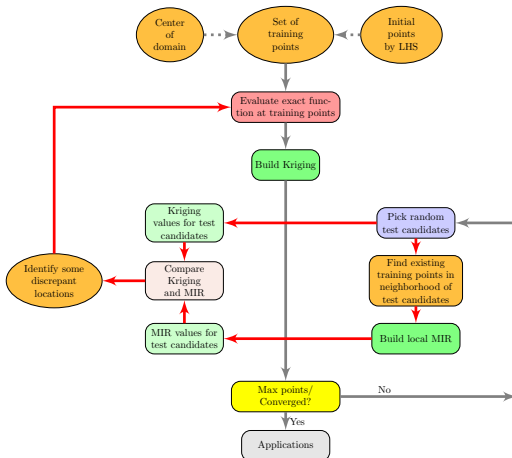 Center
of
domain
Set of
training
points
Initial
points
by LHS
Evaluate exact func-
tion at training points
Build Kriging
Kriging
values for test
candidates
Pick random
test candidates
Identify some
discrepant
locations
Compare
Kriging
and MIR
Find existing
training points in
neighborhood of
test candidates
MIR values for
test candidates
Build local MIR
Max points/
Converged?
No
Yes
Applications